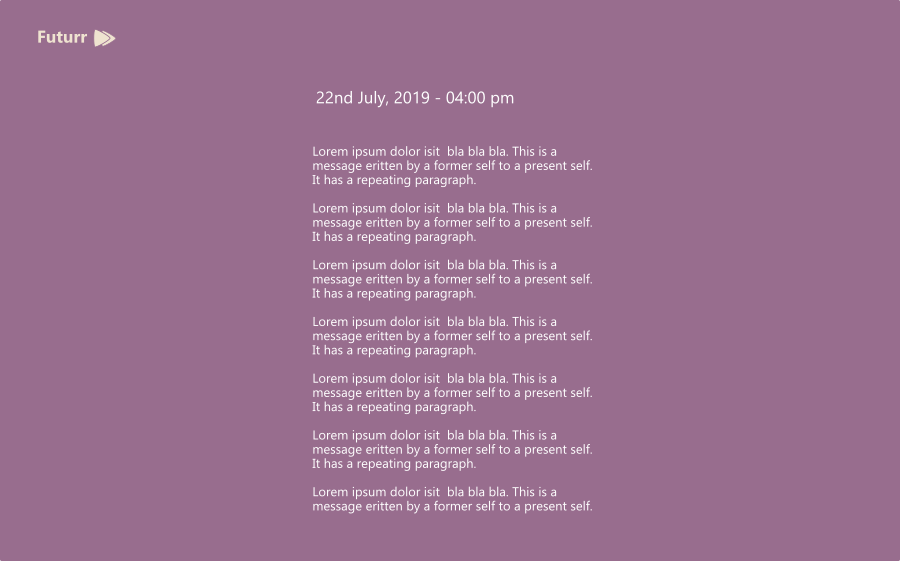 Futurr
22nd July, 2019 - 04:00 pm
Lorem ipsum dolor isit  bla bla bla. This is a
message eritten by a former self to a present self.
It has a repeating paragraph.
Lorem ipsum dolor isit  bla bla bla. This is a
message eritten by a former self to a present self.
It has a repeating paragraph.
Lorem ipsum dolor isit  bla bla bla. This is a
message eritten by a former self to a present self.
It has a repeating paragraph.
Lorem ipsum dolor isit  bla bla bla. This is a
message eritten by a former self to a present self.
It has a repeating paragraph.
Lorem ipsum dolor isit  bla bla bla. This is a
message eritten by a former self to a present self.
It has a repeating paragraph.
Lorem ipsum dolor isit  bla bla bla. This is a
message eritten by a former self to a present self.
It has a repeating paragraph.
Lorem ipsum dolor isit  bla bla bla. This is a
message eritten by a former self to a present self.